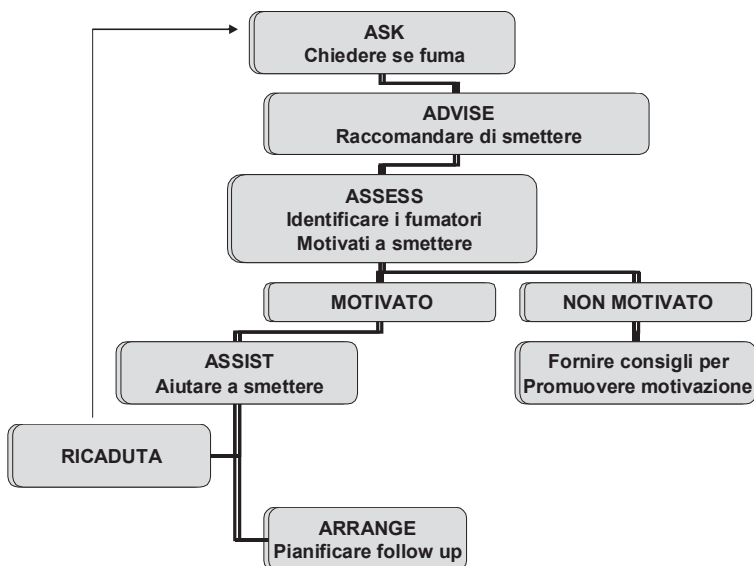 ASK
Chiedere se fuma
ADVISE
Raccomandare di smettere
ASSESS
Identificare i fumatori
Motivati a smettere
MOTIVATO
NON MOTIVATO
ASSIST
Aiutare a smettere
Fornire consigli per
Promuovere motivazione
RICADUTA
ARRANGE
Pianificare follow up